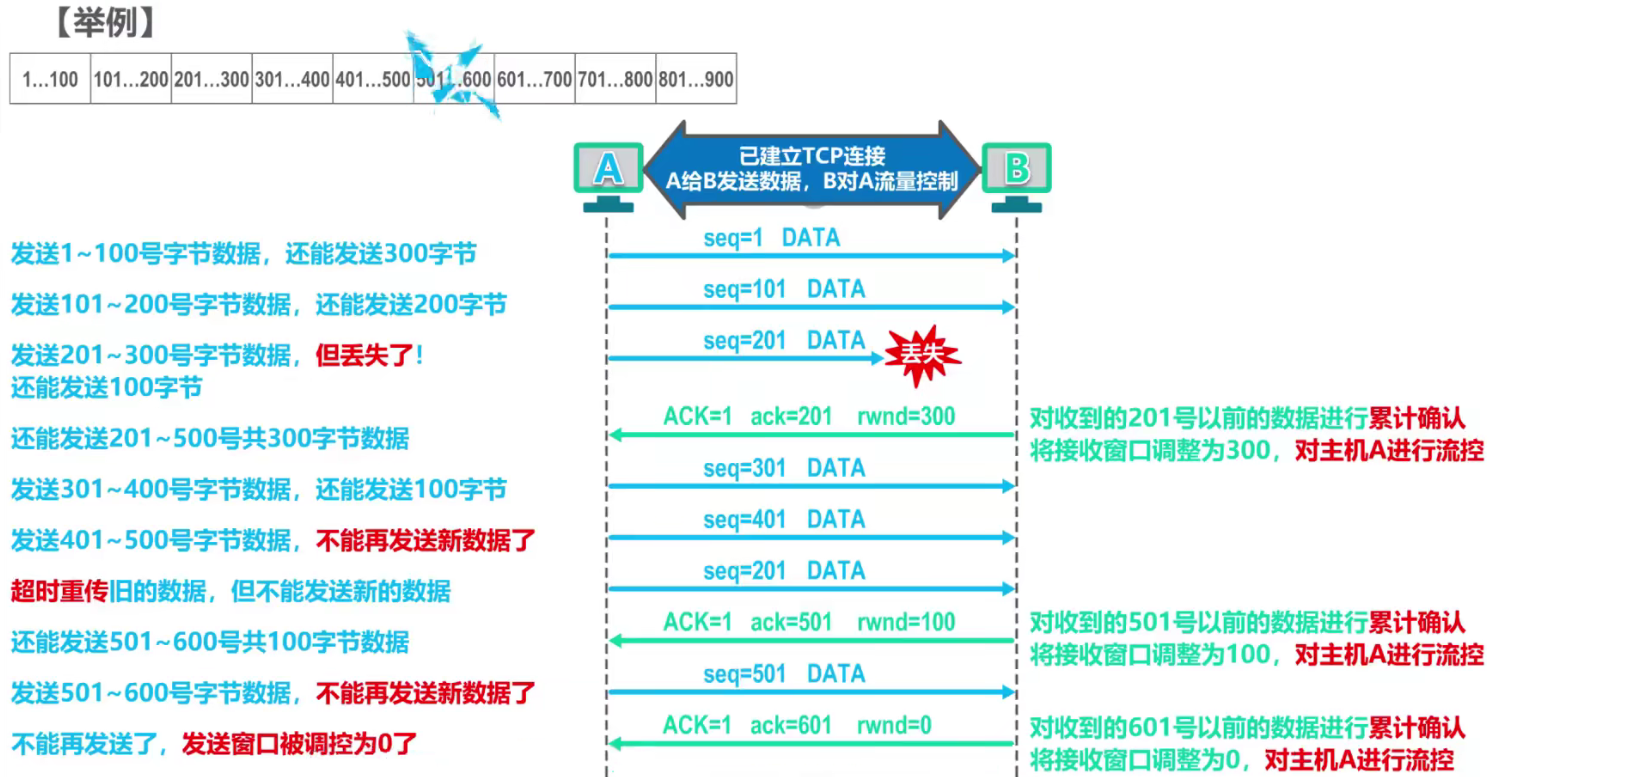 【举例】
1...100 101...200 201...300 301...400 401...500 501...600 601...700 701...800 801...900
已建立TCP连接
A B
A给B发送数据，B对A流量控制
seq=1 DATA
发送1~100号字节数据，还能发送300字节
seq=101 DATA
发送101~200号字节数据，还能发送200字节
seq=201 DATA
丢失
发送201~300号字节数据，但丢失了！
还能发送100字节
ACK=1 ack=201 rwnd=300
对收到的201号以前的数据进行累计确认
还能发送201~500号共300字节数据
将接收窗口调整为300，对主机A进行流控
seq=301 DATA
发送301~400号字节数据，还能发送100字节
seq=401 DATA
发送401~500号字节数据，不能再发送新数据了
seq=201 DATA
超时重传旧的数据，但不能发送新的数据
ACK=1 ack=501 rwnd=100
对收到的501号以前的数据进行累计确认
还能发送501~600号共100字节数据
将接收窗口调整为100，对主机A进行流控
seq=501 DATA
发送501~600号字节数据，不能再发送新数据了
ACK=1 ack=601 rwnd=0
对收到的601号以前的数据进行累计确认
不能再发送了，发送窗口被调控为0了
将接收窗口调整为0，对主机A进行流控